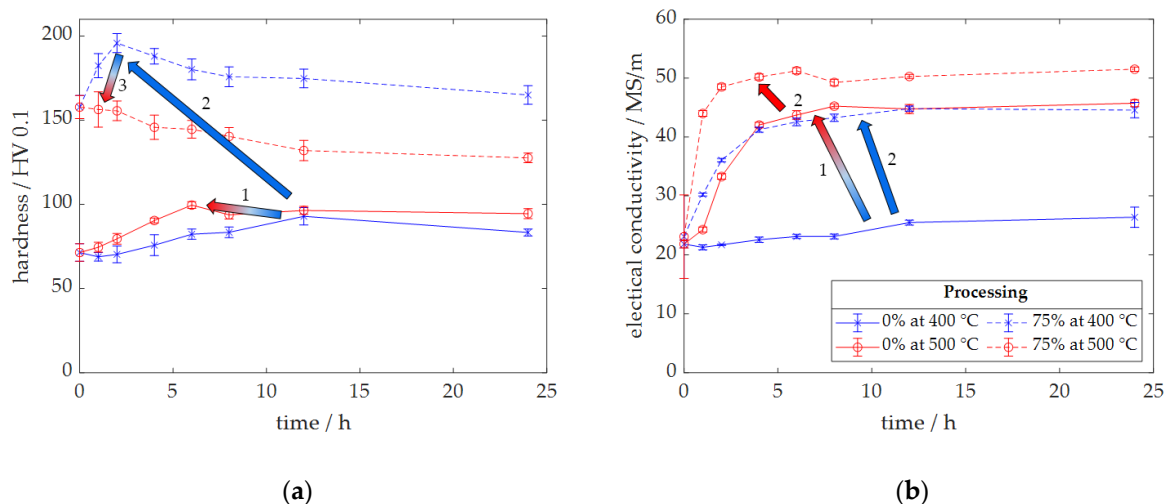 200
150
100
50
0
hardness / HV 0.1
3
2
1
0
5
10
15
20
25
time / h
(a)
60
50
40
30
20
10
0
electical conductivity / MS/m
2
1
2
Processing
0% at 400 °C
75% at 400 °C
0% at 500 °C
75% at 500 °C
0
5
10
15
20
25
time / h
(b)